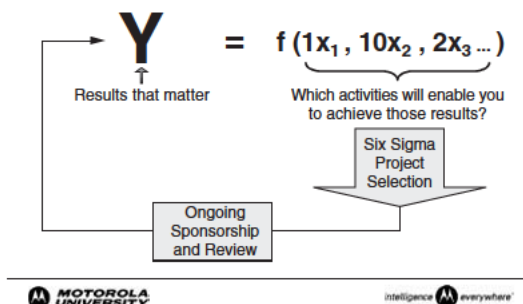 Y = f (1x₁ , 10x₂ , 2x₃ ... )
Results that matter
Which activities will enable you
to achieve those results?
Six Sigma
Project
Selection
Ongoing
Sponsorship
and Review
MOTOROLA
UNIVERSITY
intelligence everywhere